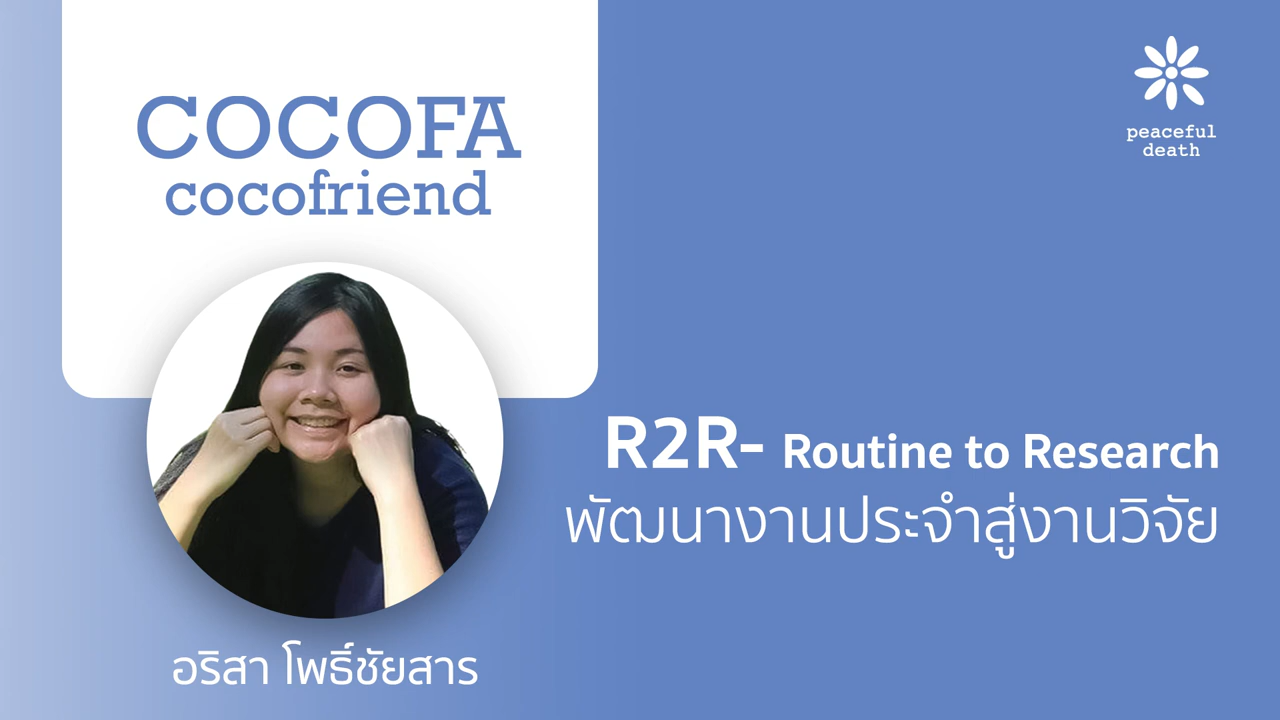 COCOFA
cocofriend
peaceful
death
R2R- Routine to Research
พัฒนางานประจำสู่งานวิจัย
อริสา โพธิ์ชัยสาร